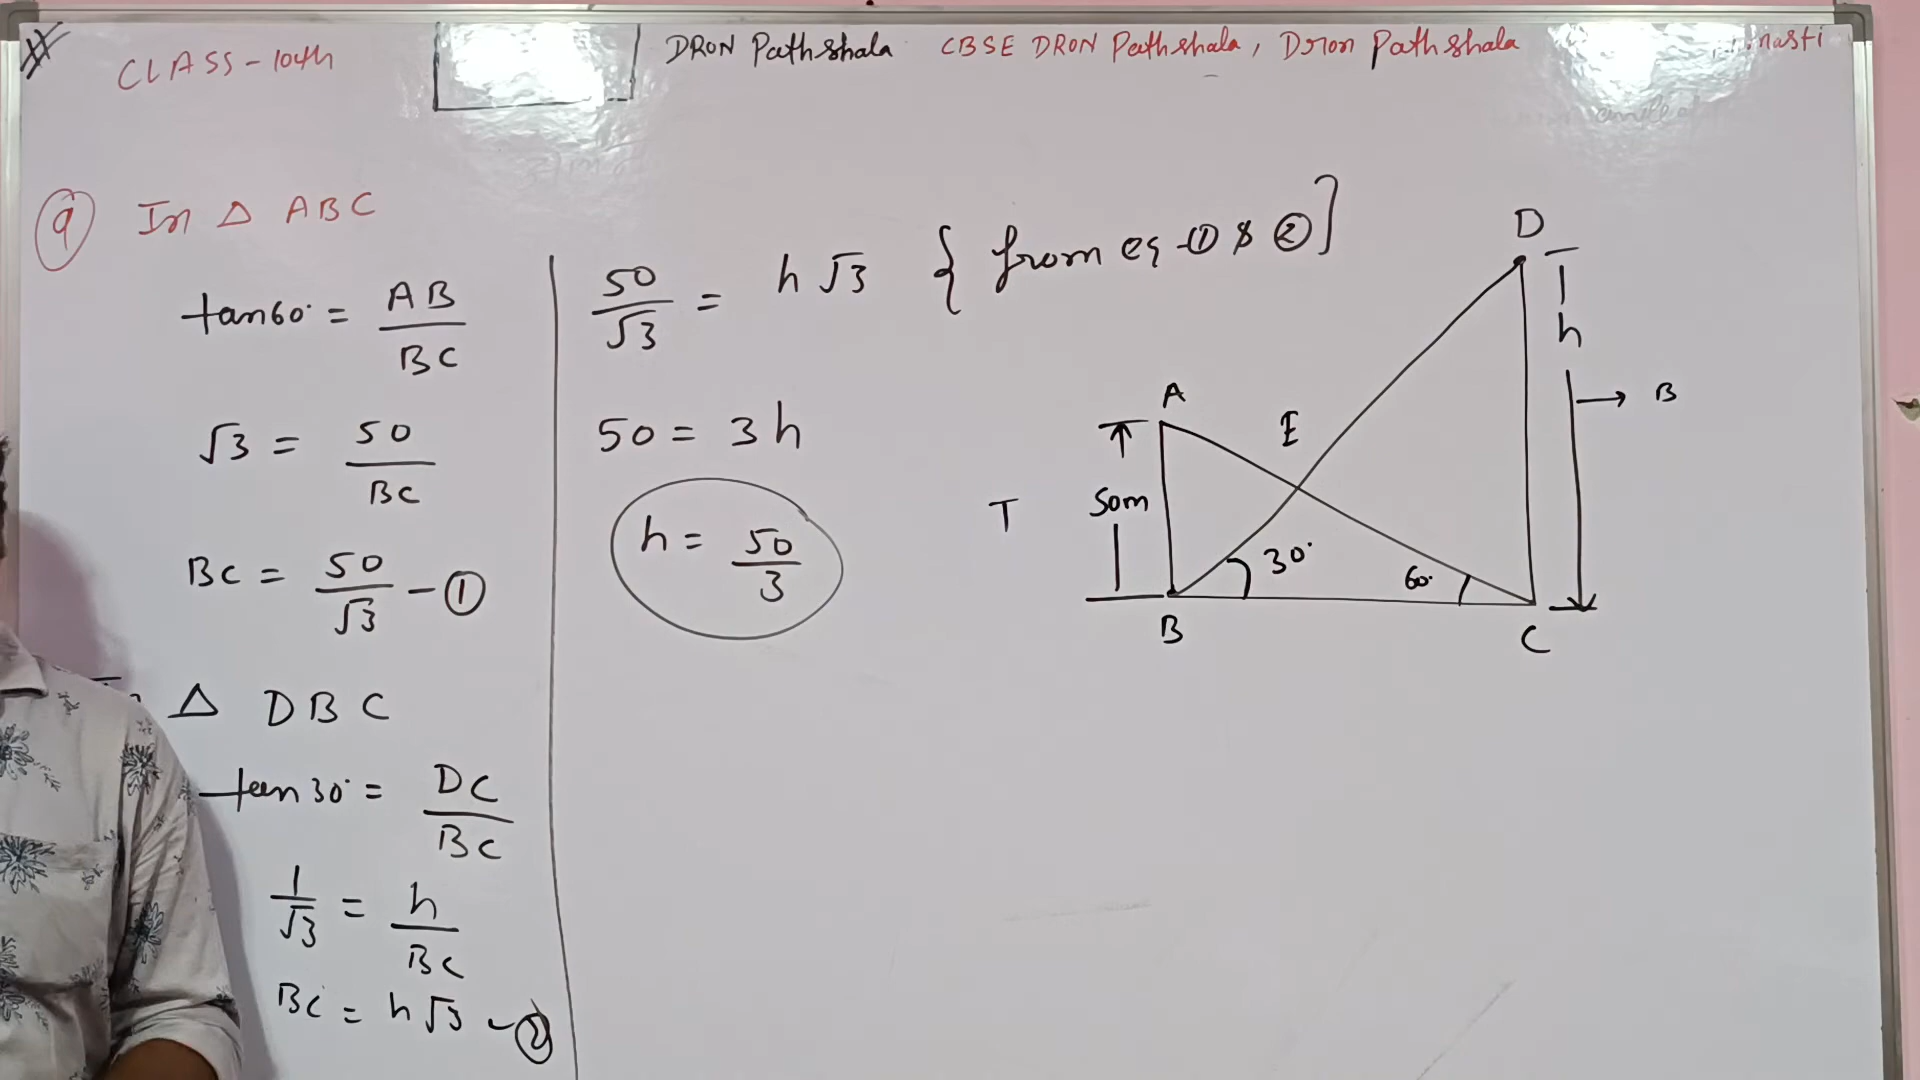 #
CLASS-10th
DRON Pathshala CBSE DRON Pathshala, Dron Pathshala
9 In Δ ABC
tan60° = AB/BC
√3 = 50/BC
BC = 50/√3 - ①
Δ DBC
tan30° = DC/BC
1/√3 = h/BC
BC = h√3 - ②
50/√3 = h√3 { from eq ① & ② ]
50 = 3h
h = 50/3
D
h
B
A
E
T
50m
30°
60°
B
C